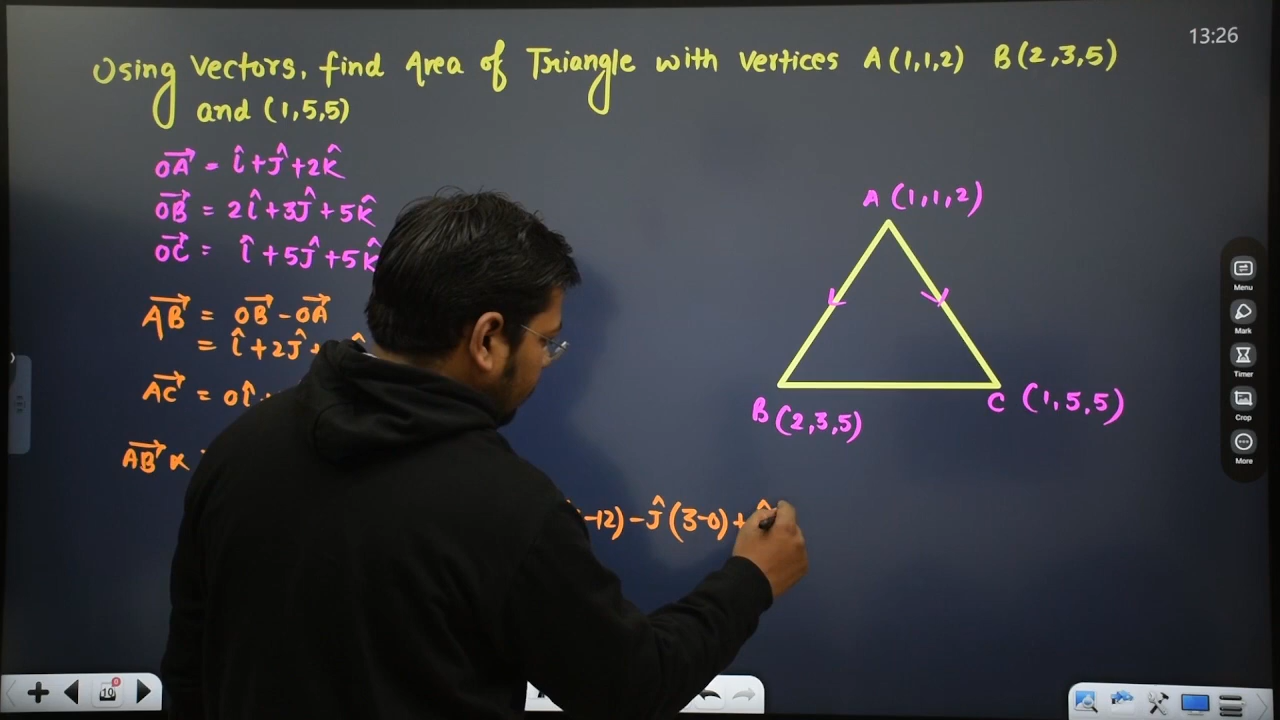 Using Vectors, find Area of Triangle with vertices A(1,1,2) B(2,3,5)
and (1,5,5)
13:26
OA = î+ĵ+2k̂
OB = 2î+3ĵ+5k̂
OC = î+5ĵ+5k̂
AB = OB-OA
= î+2ĵ+
AC = 0î
AB ×
-12)-ĵ(3-0)+
A(1,1,2)
B(2,3,5)
C (1,5,5)
Menu
Mark
Timer
Crop
More
10